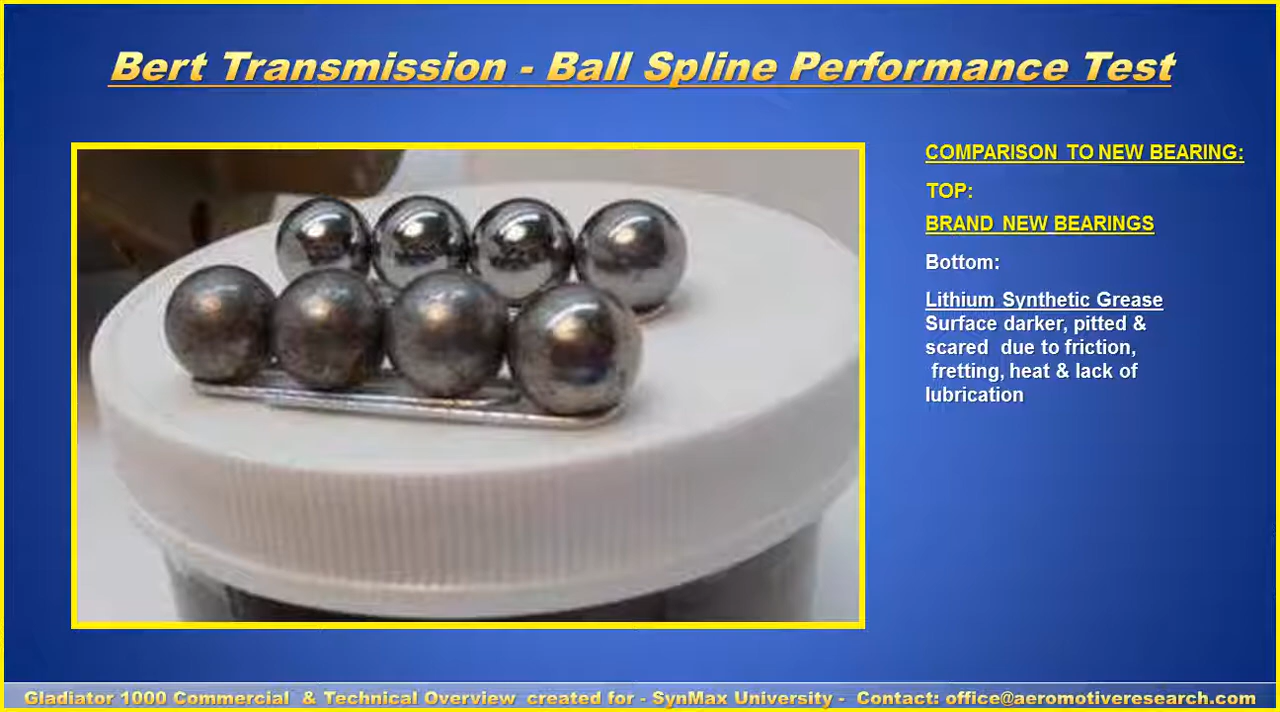 Bert Transmission - Ball Spline Performance Test
COMPARISON TO NEW BEARING:
TOP:
BRAND NEW BEARINGS
Bottom:
Lithium Synthetic Grease
Surface darker, pitted &
scared due to friction,
fretting, heat & lack of
lubrication
Gladiator 1000 Commercial & Technical Overview created for - SynMax University - Contact: office@aeromotiveresearch.com